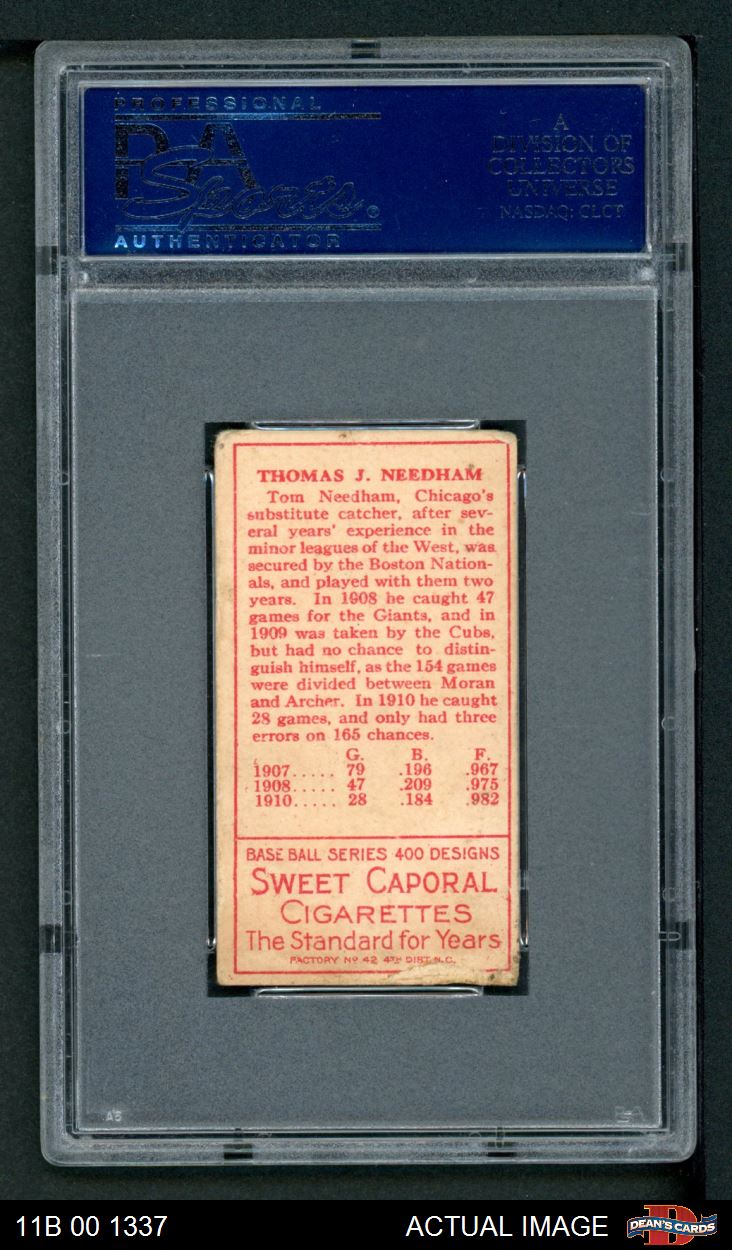 PROFESSIONAL
PSA
Sports
AUTHENTICATOR
A
DIVISION OF
COLLECTORS
UNIVERSE
NASDAQ: CLCT
THOMAS J. NEEDHAM
Tom Needham, Chicago's
substitute catcher, after sev-
eral years' experience in the
minor leagues of the West, was
secured by the Boston Nation-
als, and played with them two
years. In 1908 he caught 47
games for the Giants, and in
1909 was taken by the Cubs,
but had no chance to distin-
guish himself, as the 154 games
were divided between Moran
and Archer. In 1910 he caught
28 games, and only had three
errors on 165 chances.
G. B. F.
1907..... 79 .196 .967
1908..... 47 .209 .975
1910..... 28 .184 .982
BASE BALL SERIES 400 DESIGNS
SWEET CAPORAL
CIGARETTES
The Standard for Years
FACTORY No 42 4TH DIST. N.C.
PSA
11B 00 1337 ACTUAL IMAGE DEAN'S CARDS